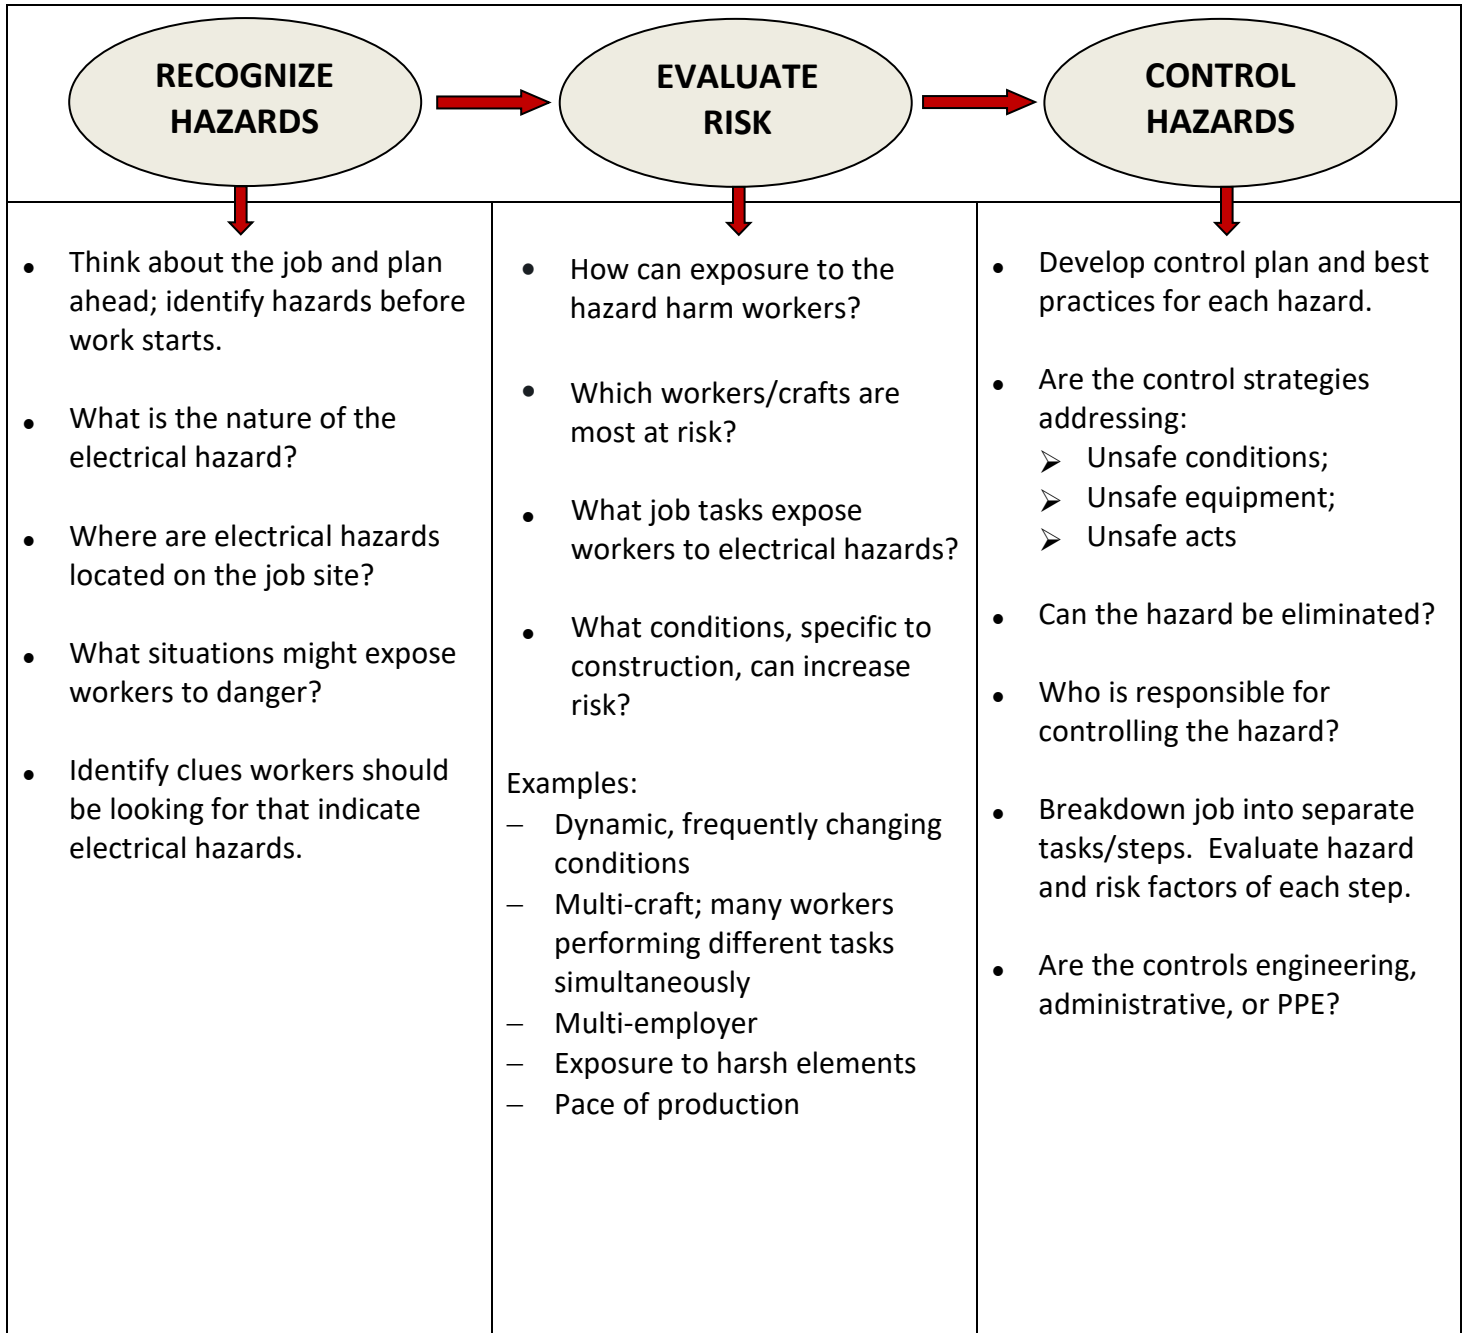 RECOGNIZE
HAZARDS
EVALUATE
RISK
CONTROL
HAZARDS
• Think about the job and plan
ahead; identify hazards before
work starts.
• What is the nature of the
electrical hazard?
• Where are electrical hazards
located on the job site?
• What situations might expose
workers to danger?
• Identify clues workers should
be looking for that indicate
electrical hazards.
• How can exposure to the
hazard harm workers?
• Which workers/crafts are
most at risk?
• What job tasks expose
workers to electrical hazards?
• What conditions, specific to
construction, can increase
risk?
Examples:
– Dynamic, frequently changing
conditions
– Multi-craft; many workers
performing different tasks
simultaneously
– Multi-employer
– Exposure to harsh elements
– Pace of production
• Develop control plan and best
practices for each hazard.
• Are the control strategies
addressing:
➢ Unsafe conditions;
➢ Unsafe equipment;
➢ Unsafe acts
• Can the hazard be eliminated?
• Who is responsible for
controlling the hazard?
• Breakdown job into separate
tasks/steps.  Evaluate hazard
and risk factors of each step.
• Are the controls engineering,
administrative, or PPE?